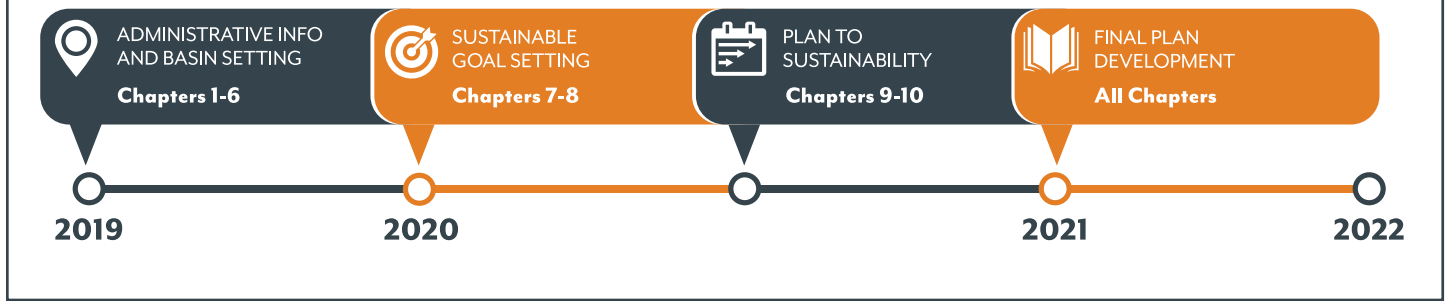 ADMINISTRATIVE INFO
AND BASIN SETTING
Chapters 1-6
SUSTAINABLE
GOAL SETTING
Chapters 7-8
PLAN TO
SUSTAINABILITY
Chapters 9-10
FINAL PLAN
DEVELOPMENT
All Chapters
2019
2020
2021
2022